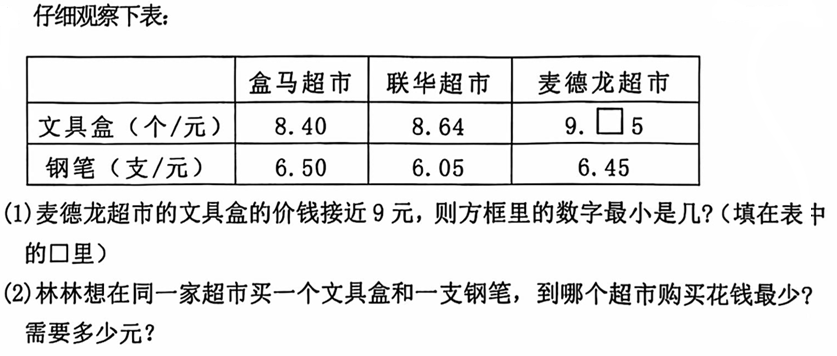 仔细观察下表：
盒马超市 联华超市 麦德龙超市
文具盒（个/元） 8.40 8.64 9.□5
钢笔（支/元） 6.50 6.05 6.45
(1)麦德龙超市的文具盒的价钱接近9元，则方框里的数字最小是几？（填在表中
的□里）
(2)林林想在同一家超市买一个文具盒和一支钢笔，到哪个超市购买花钱最少？
需要多少元？